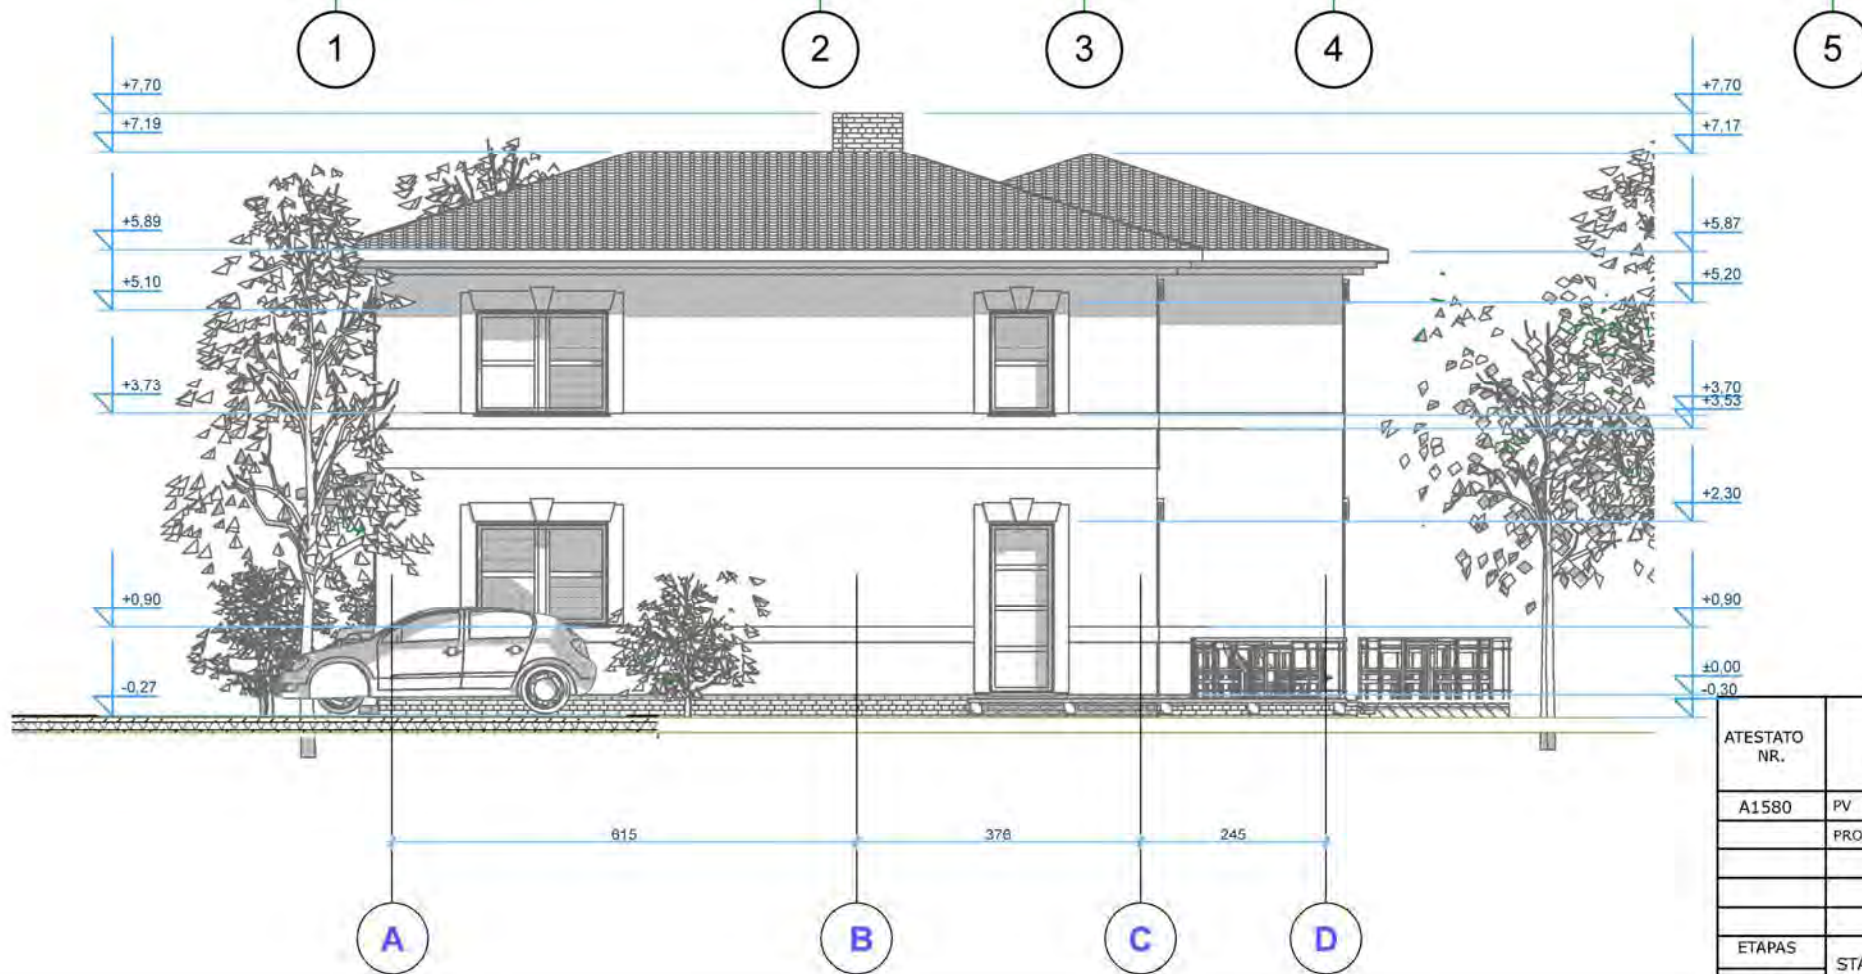 1 2 3 4 5
+7,70
+7,19
+5,89
+5,10
+3,73
+0,90
-0,27
+7,70
+7,17
+5,87
+5,20
+3,70
+3,53
+2,30
+0,90
±0,00
-0,30
615 376 245
A B C D
ATESTATO
NR.
A1580 PV
PRO
ETAPAS
STA